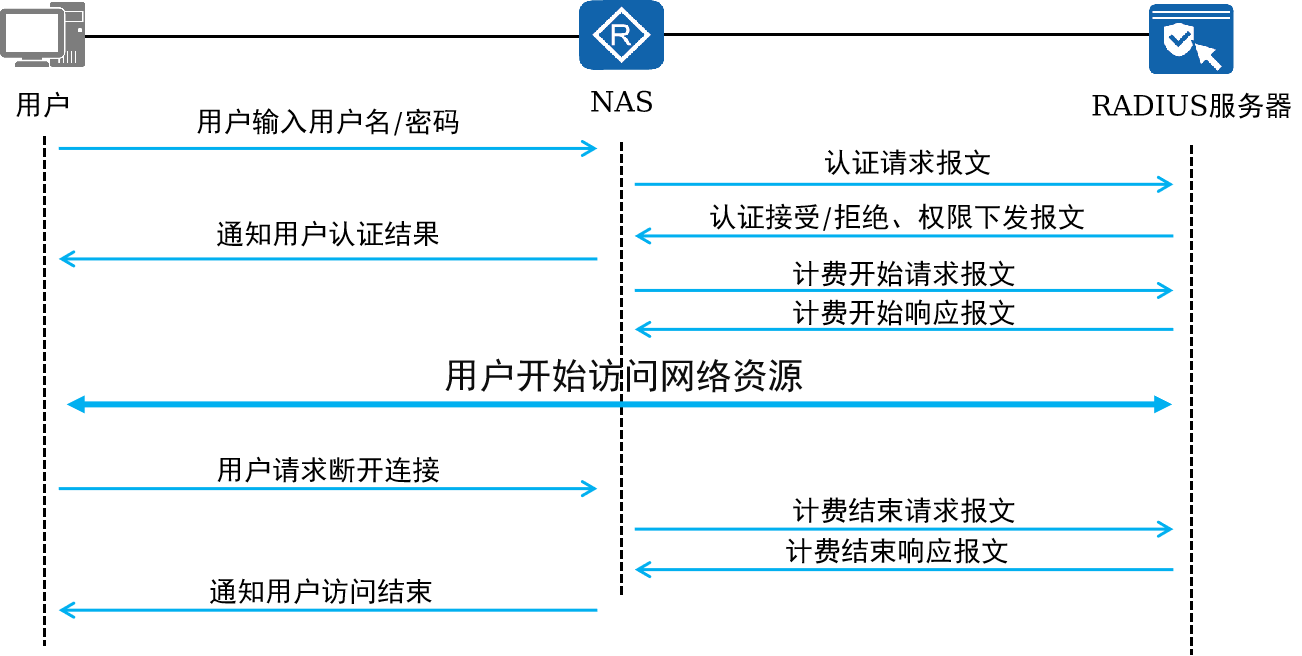 R
用户
NAS
RADIUS服务器
用户输入用户名/密码
认证请求报文
认证接受/拒绝、权限下发报文
通知用户认证结果
计费开始请求报文
计费开始响应报文
用户开始访问网络资源
用户请求断开连接
计费结束请求报文
计费结束响应报文
通知用户访问结束